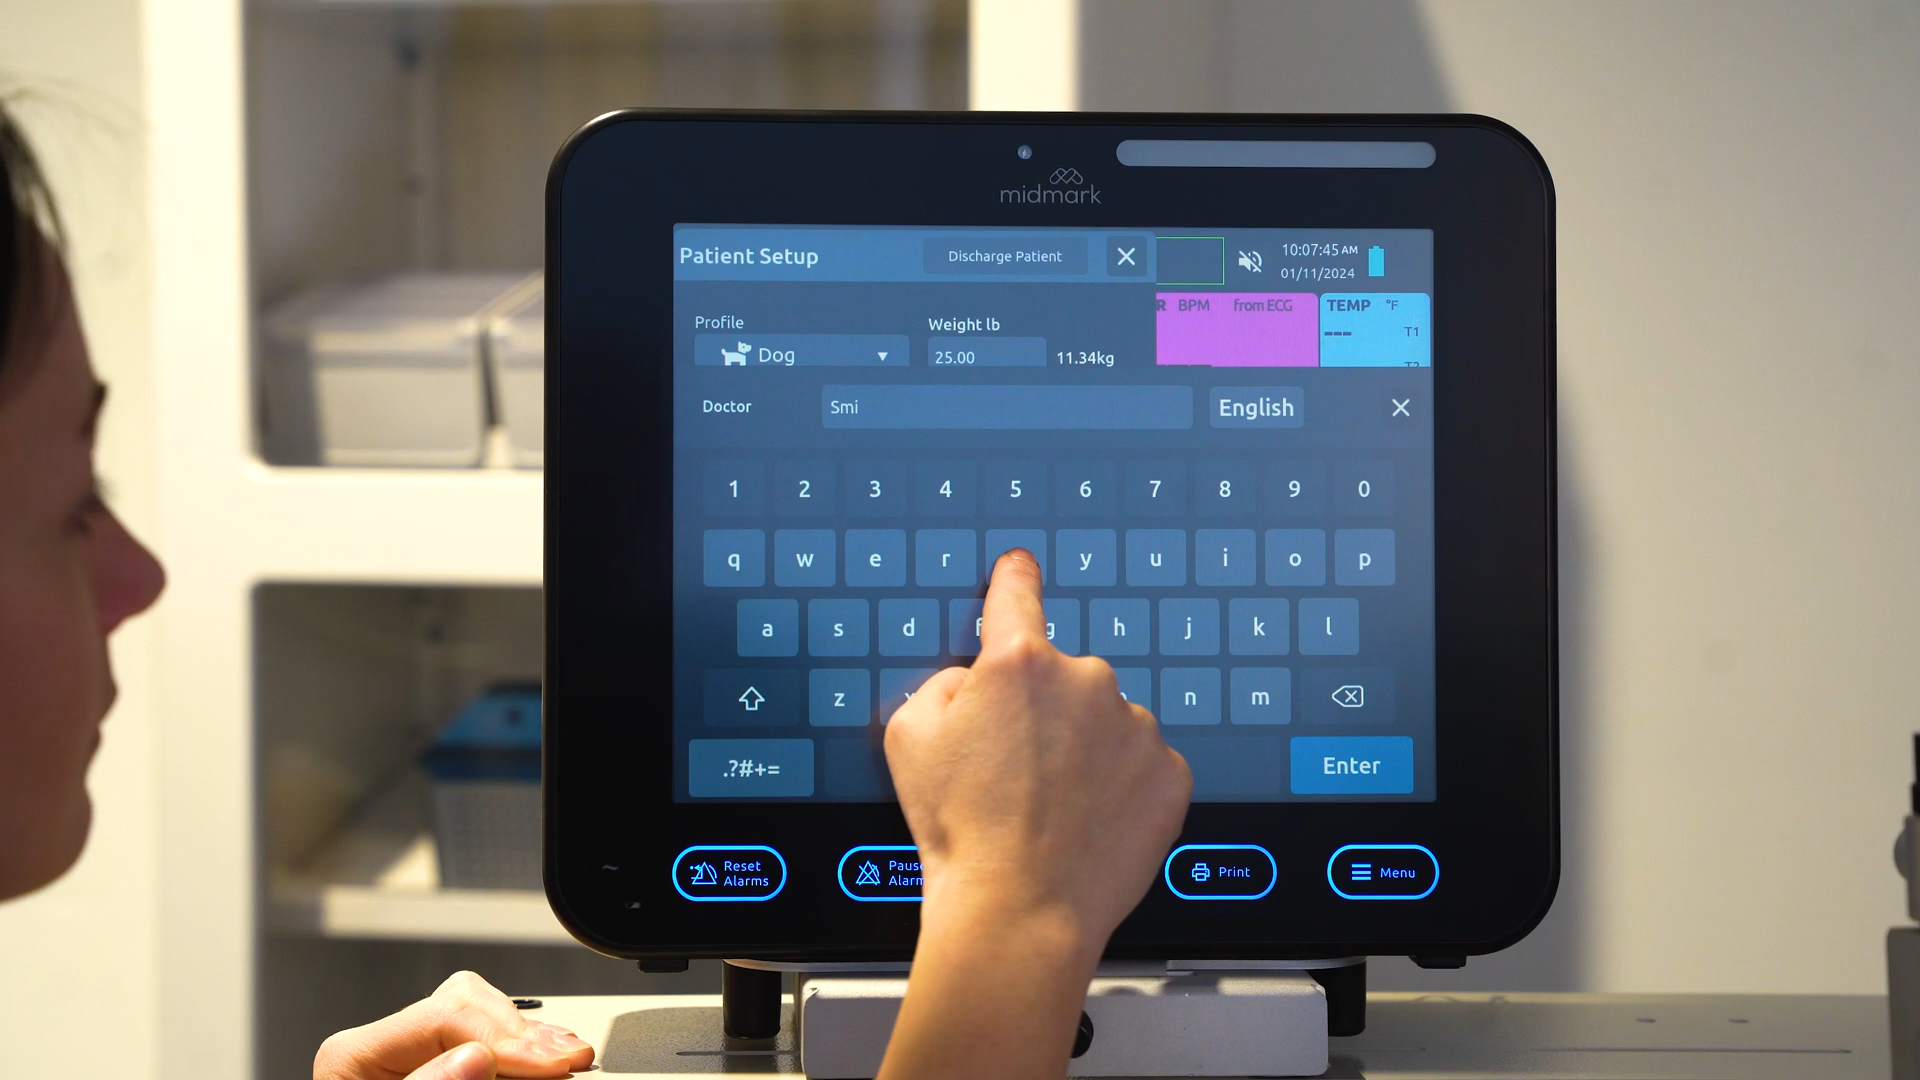 midmark
Patient Setup
Discharge Patient
10:07:45 AM
01/11/2024
R BPM from ECG
TEMP °F
T1
---
Profile
Weight lb
Dog
25.00
11.34kg
Doctor
Smi
English
1 2 3 4 5 6 7 8 9 0
q w e r y u i o p
a s d f g h j k l
z n m
.?#+=
Enter
Reset
Alarms
Pause
Alarm
Print
Menu